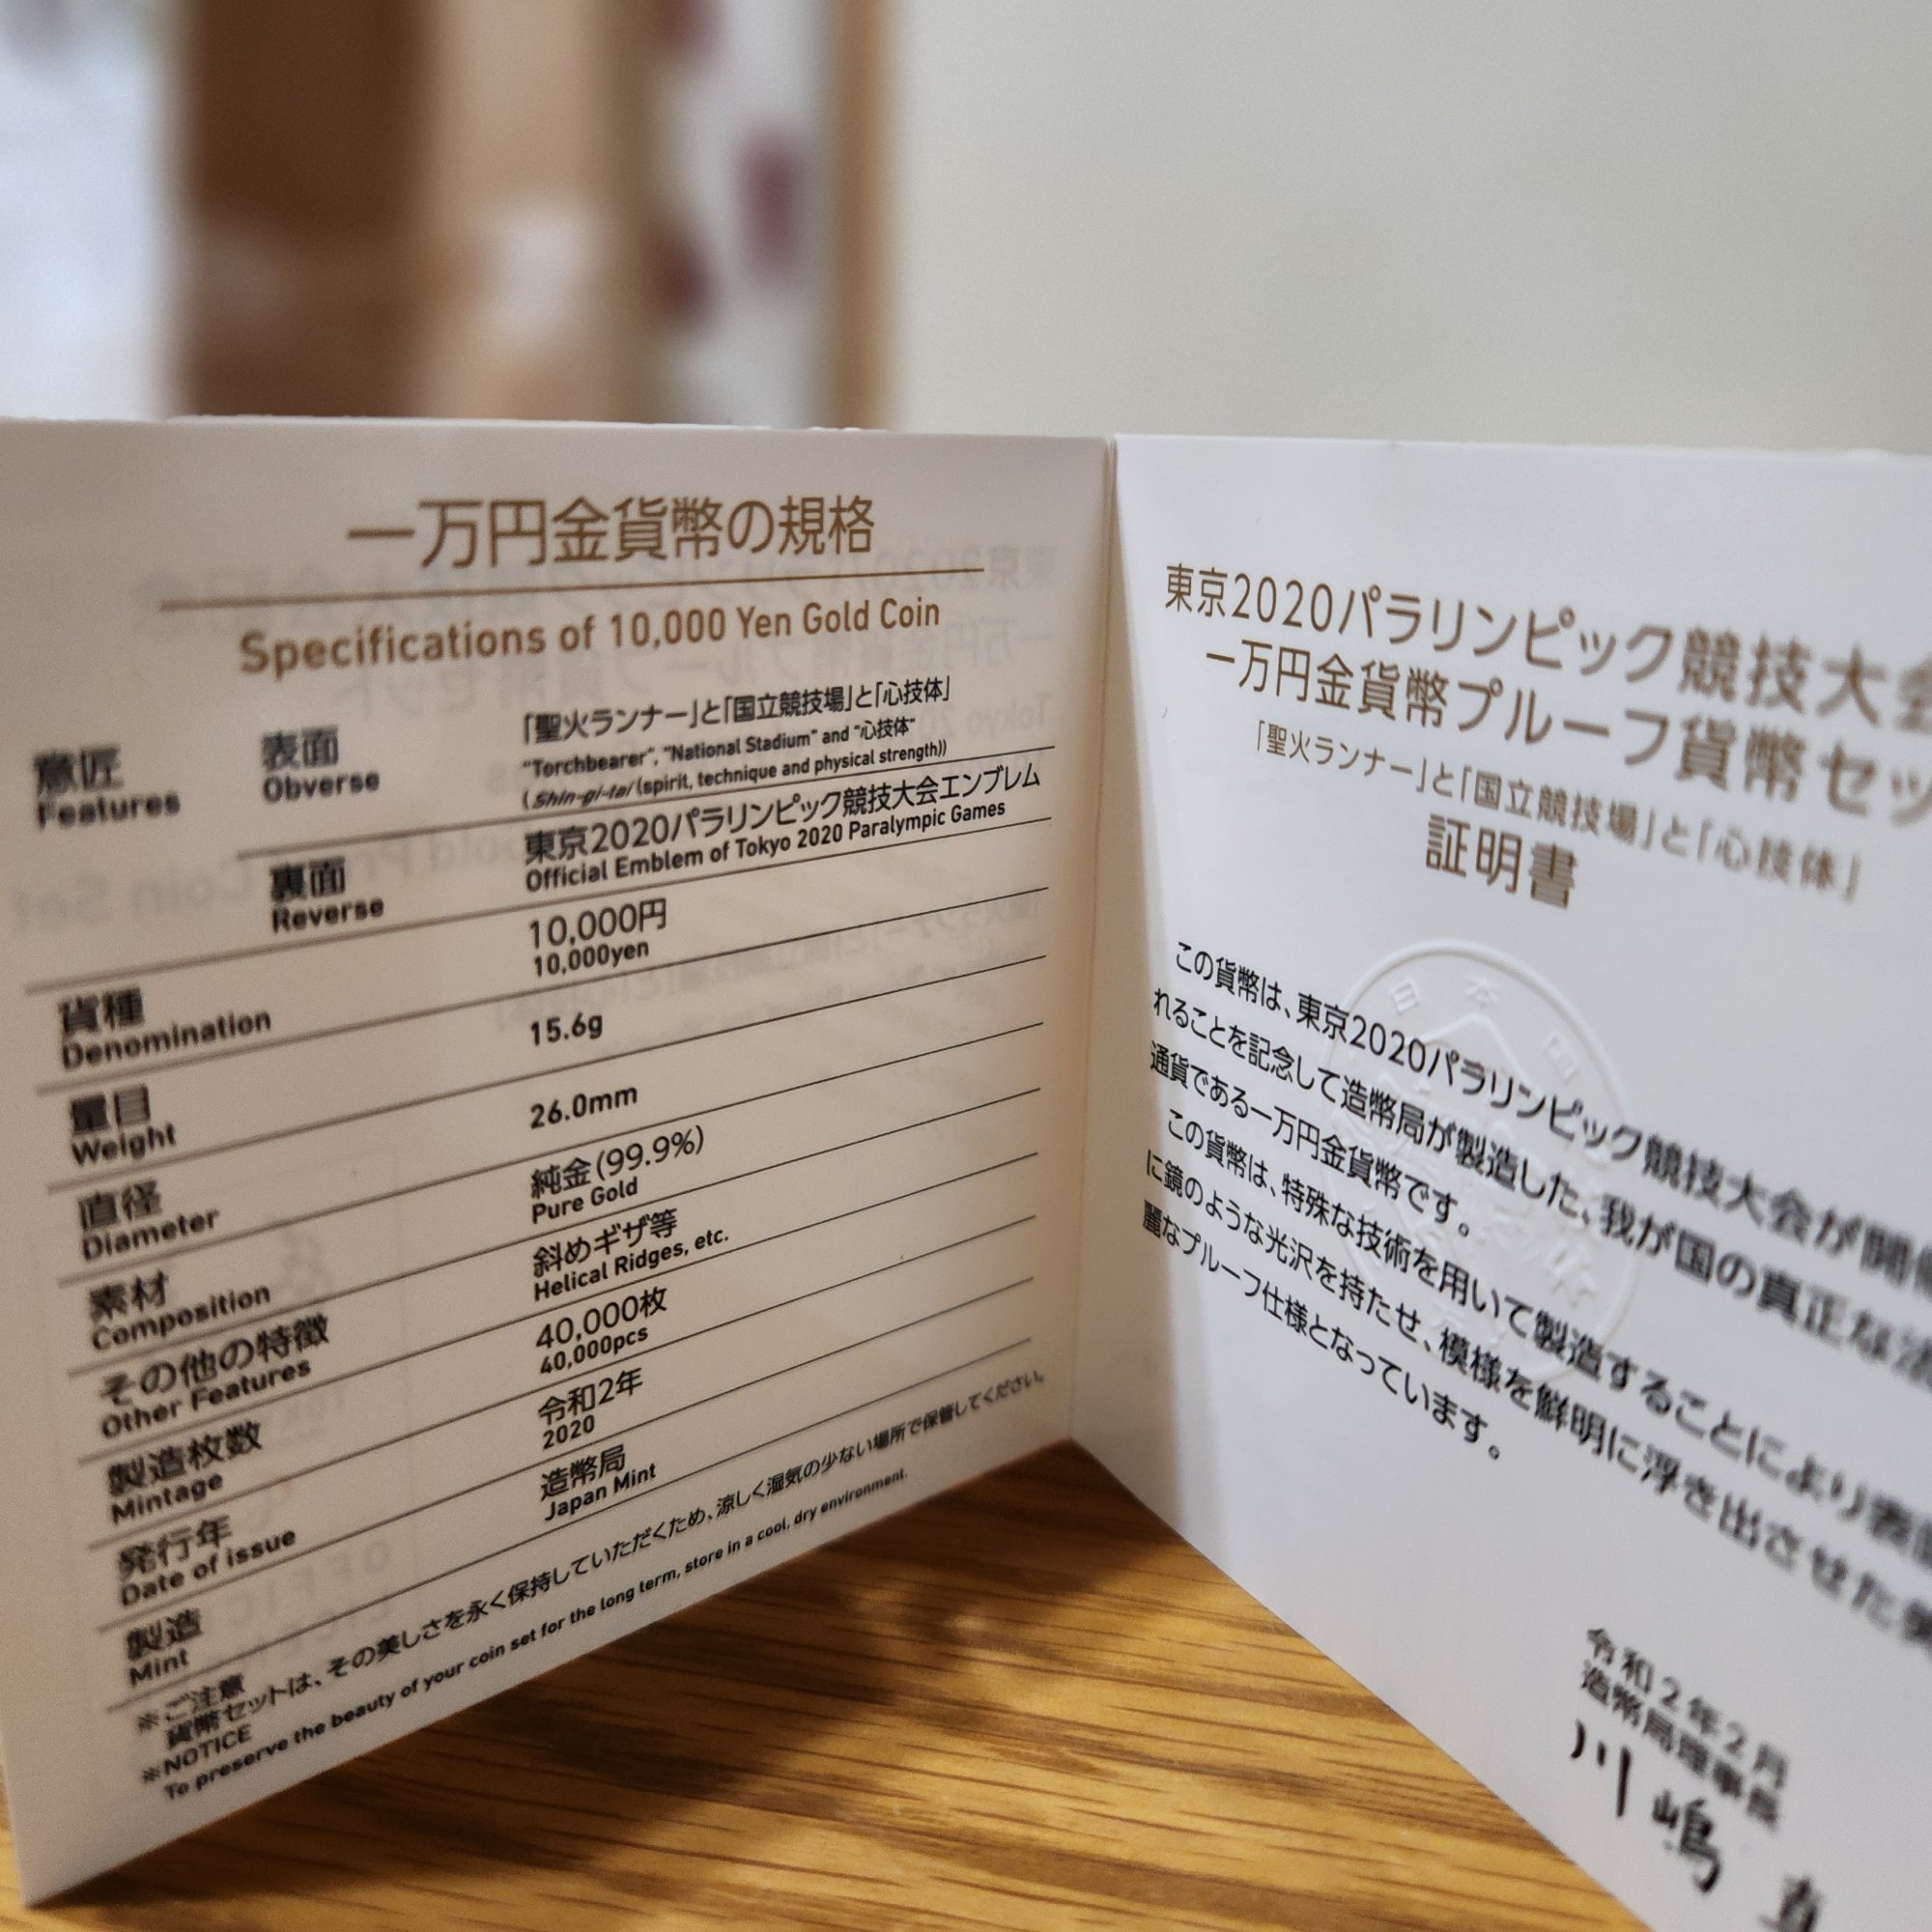 一万円金貨幣の規格
Specifications of 10,000 Yen Gold Coin
意匠
Features
表面
Obverse
「聖火ランナー」と「国立競技場」と「心技体」
"Torchbearer", "National Stadium" and "心技体"
(Shin-gi-tai (spirit, technique and physical strength))
裏面
Reverse
東京2020パラリンピック競技大会エンブレム
Official Emblem of Tokyo 2020 Paralympic Games
貨種
Denomination
10,000円
10,000yen
量目
Weight
15.6g
直径
Diameter
26.0mm
素材
Composition
純金(99.9%)
Pure Gold
その他の特徴
Other Features
斜めギザ等
Helical Ridges, etc.
製造枚数
Mintage
40,000枚
40,000pcs
発行年
Date of issue
令和2年
2020
製造
Mint
造幣局
Japan Mint
※ご注意
貨幣セットは、その美しさを永く保持していただくため、涼しく湿気の少ない場所で保管してください。
※NOTICE
To preserve the beauty of your coin set for the long term, store in a cool, dry environment.
東京2020パラリンピック競技大会
一万円金貨幣プルーフ貨幣セッ
「聖火ランナー」と「国立競技場」と「心技体」
証明書
この貨幣は、東京2020パラリンピック競技大会が開催
れることを記念して造幣局が製造した、我が国の真正な法
通貨である一万円金貨幣です。
この貨幣は、特殊な技術を用いて製造することにより表面
に鏡のような光沢を持たせ、模様を鮮明に浮き出させた美
麗なプルーフ仕様となっています。
日本国
令和2年2月
造幣局理事長
川嶋 真